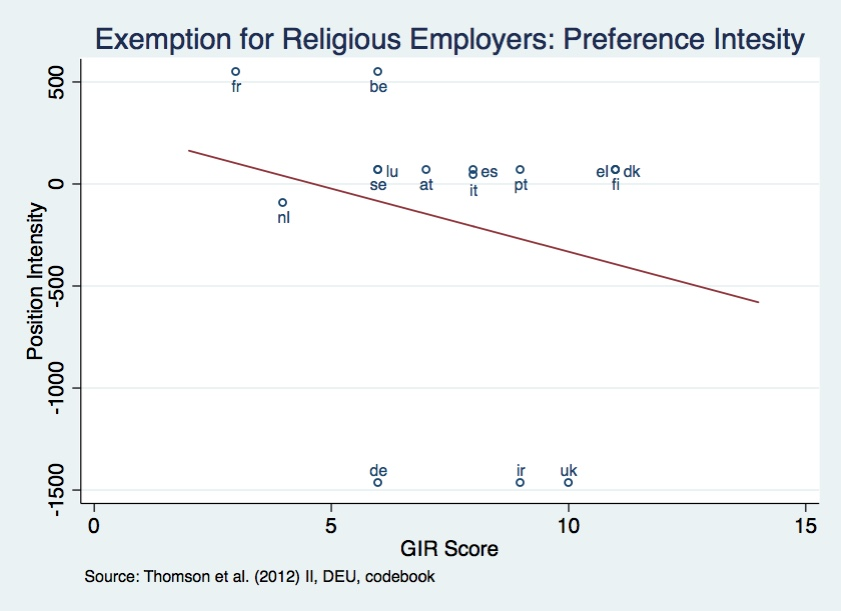 Exemption for Religious Employers: Preference Intesity
Position Intensity
500
0
-500
-1000
-1500
fr
be
lu
se
at
es
it
pt
el
dk
fi
nl
de
ir
uk
0 5 10 15
GIR Score
Source: Thomson et al. (2012) II, DEU, codebook